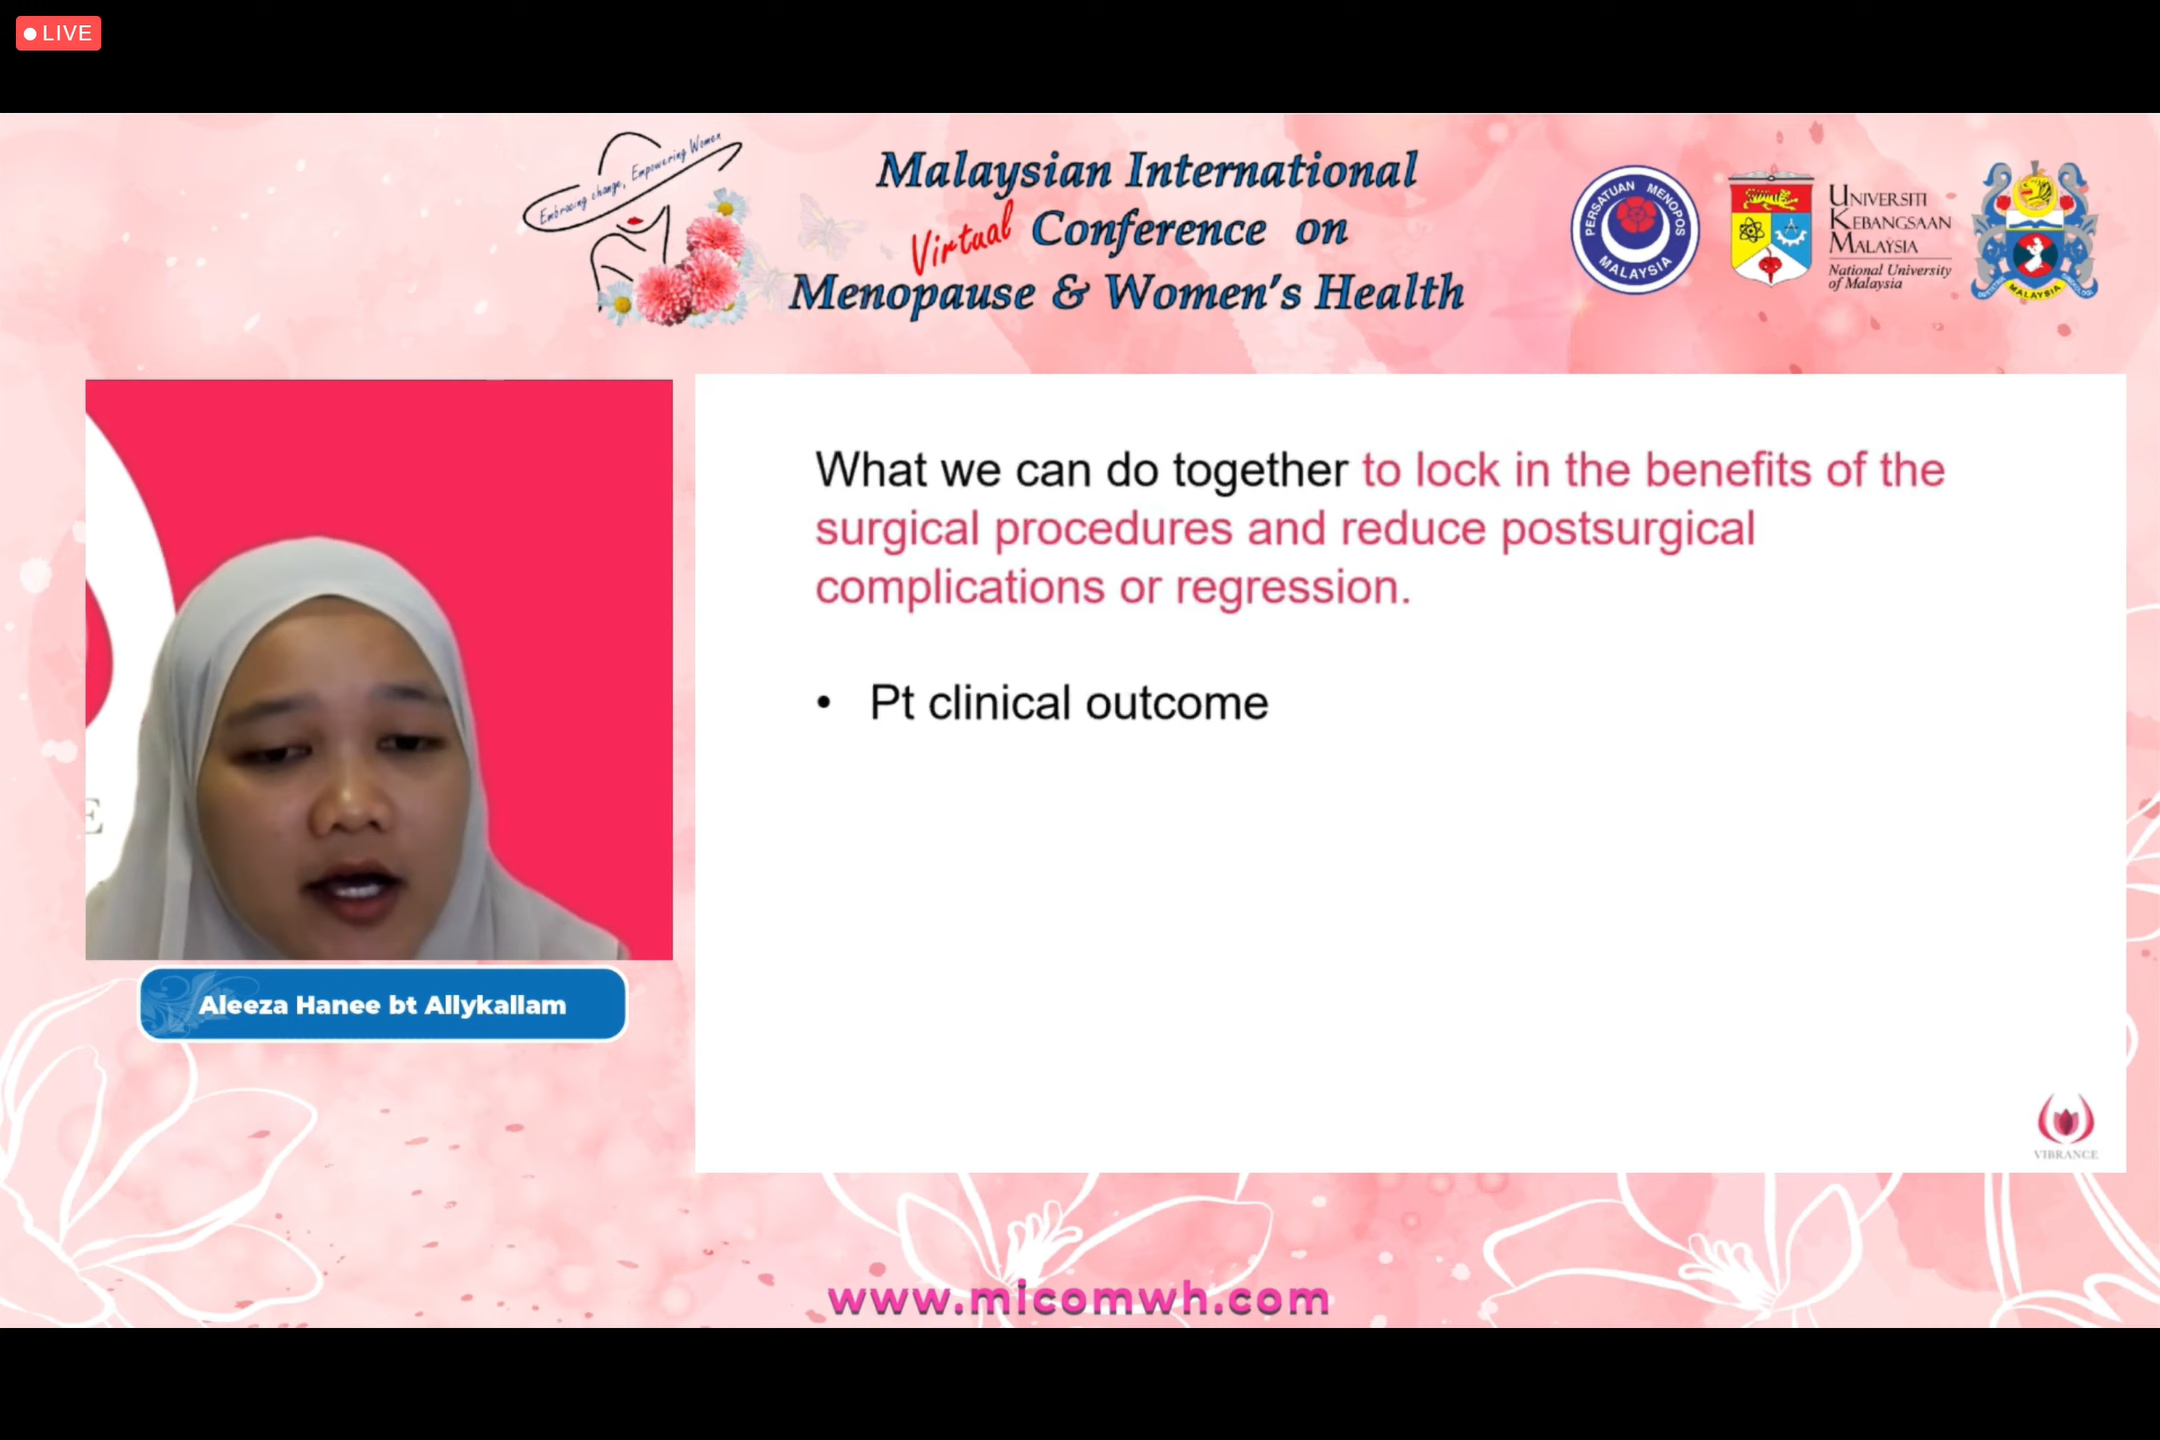 LIVE
Embracing change, Empowering Women
Malaysian International
Virtual Conference on
Menopause & Women's Health
PERSATUAN MENOPOS
MALAYSIA
UNIVERSITI
KEBANGSAAN
MALAYSIA
National University
of Malaysia
MALAYSIA
What we can do together to lock in the benefits of the
surgical procedures and reduce postsurgical
complications or regression.
• Pt clinical outcome
E
Aleeza Hanee bt Allykallam
VIBRANCE
www.micomwh.com